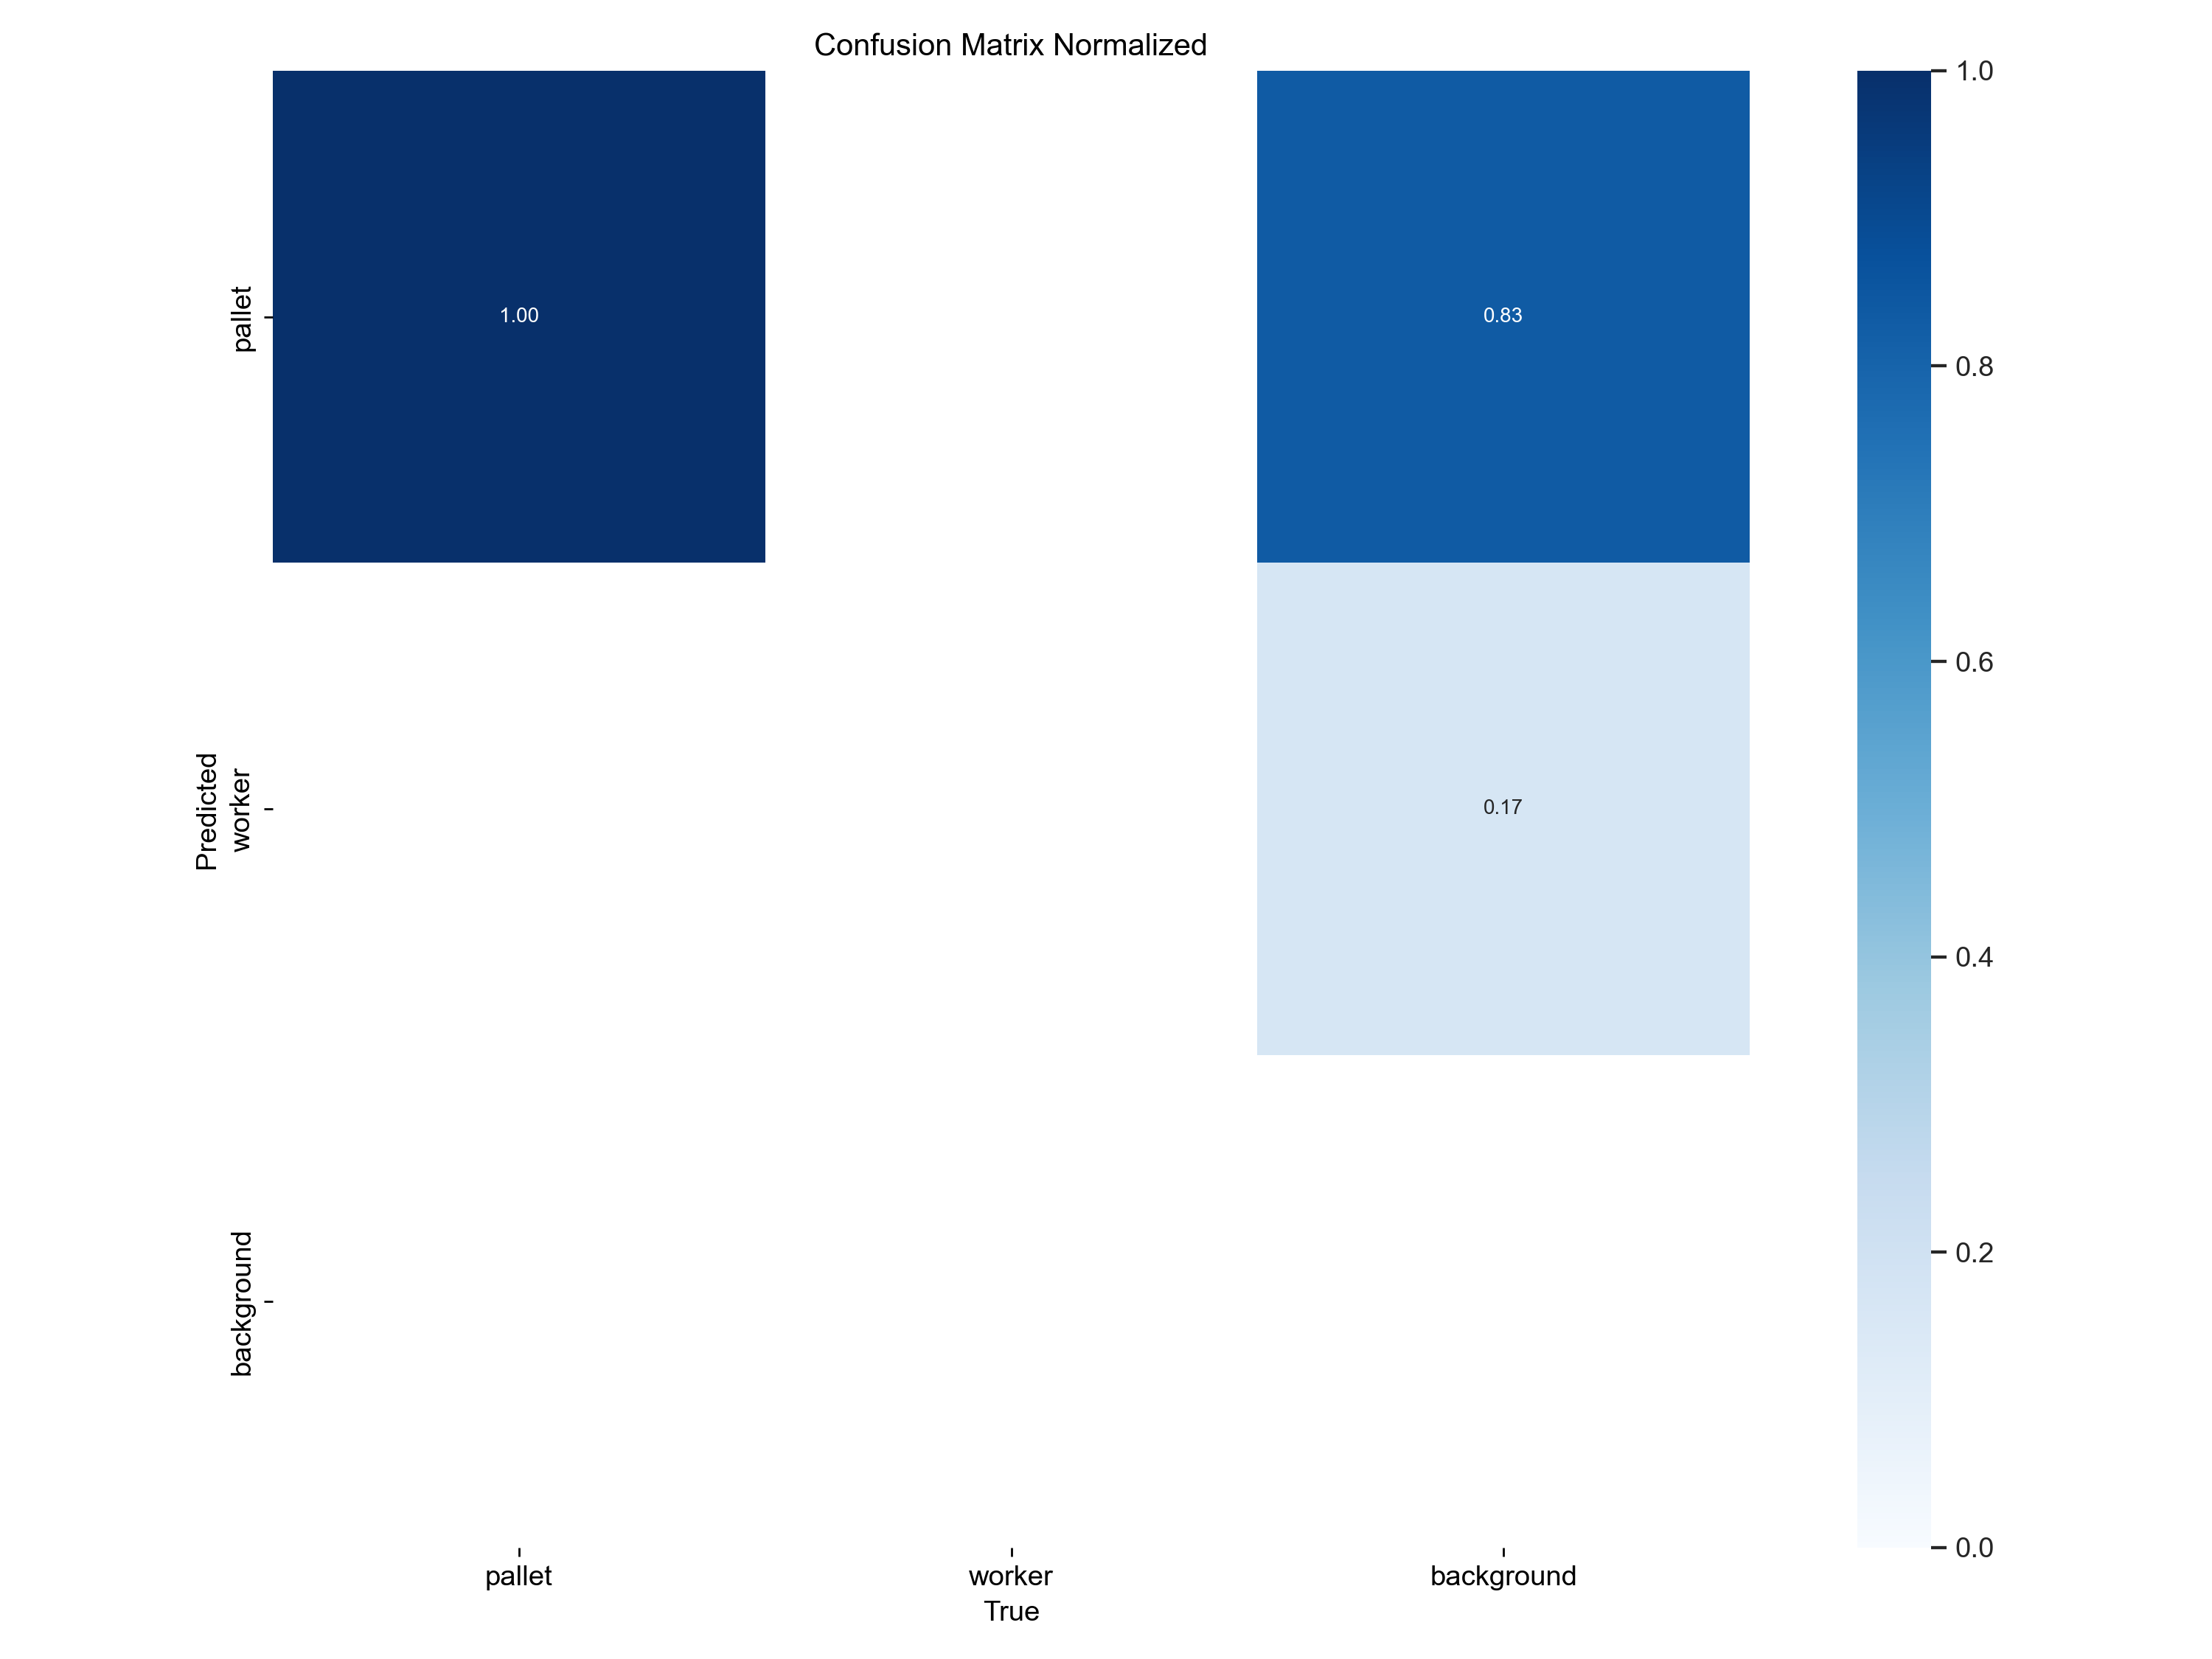 Confusion Matrix Normalized
1.0
pallet
1.00
0.83
0.8
0.6
Predicted
worker
0.17
0.4
0.2
background
0.0
pallet
worker
background
True